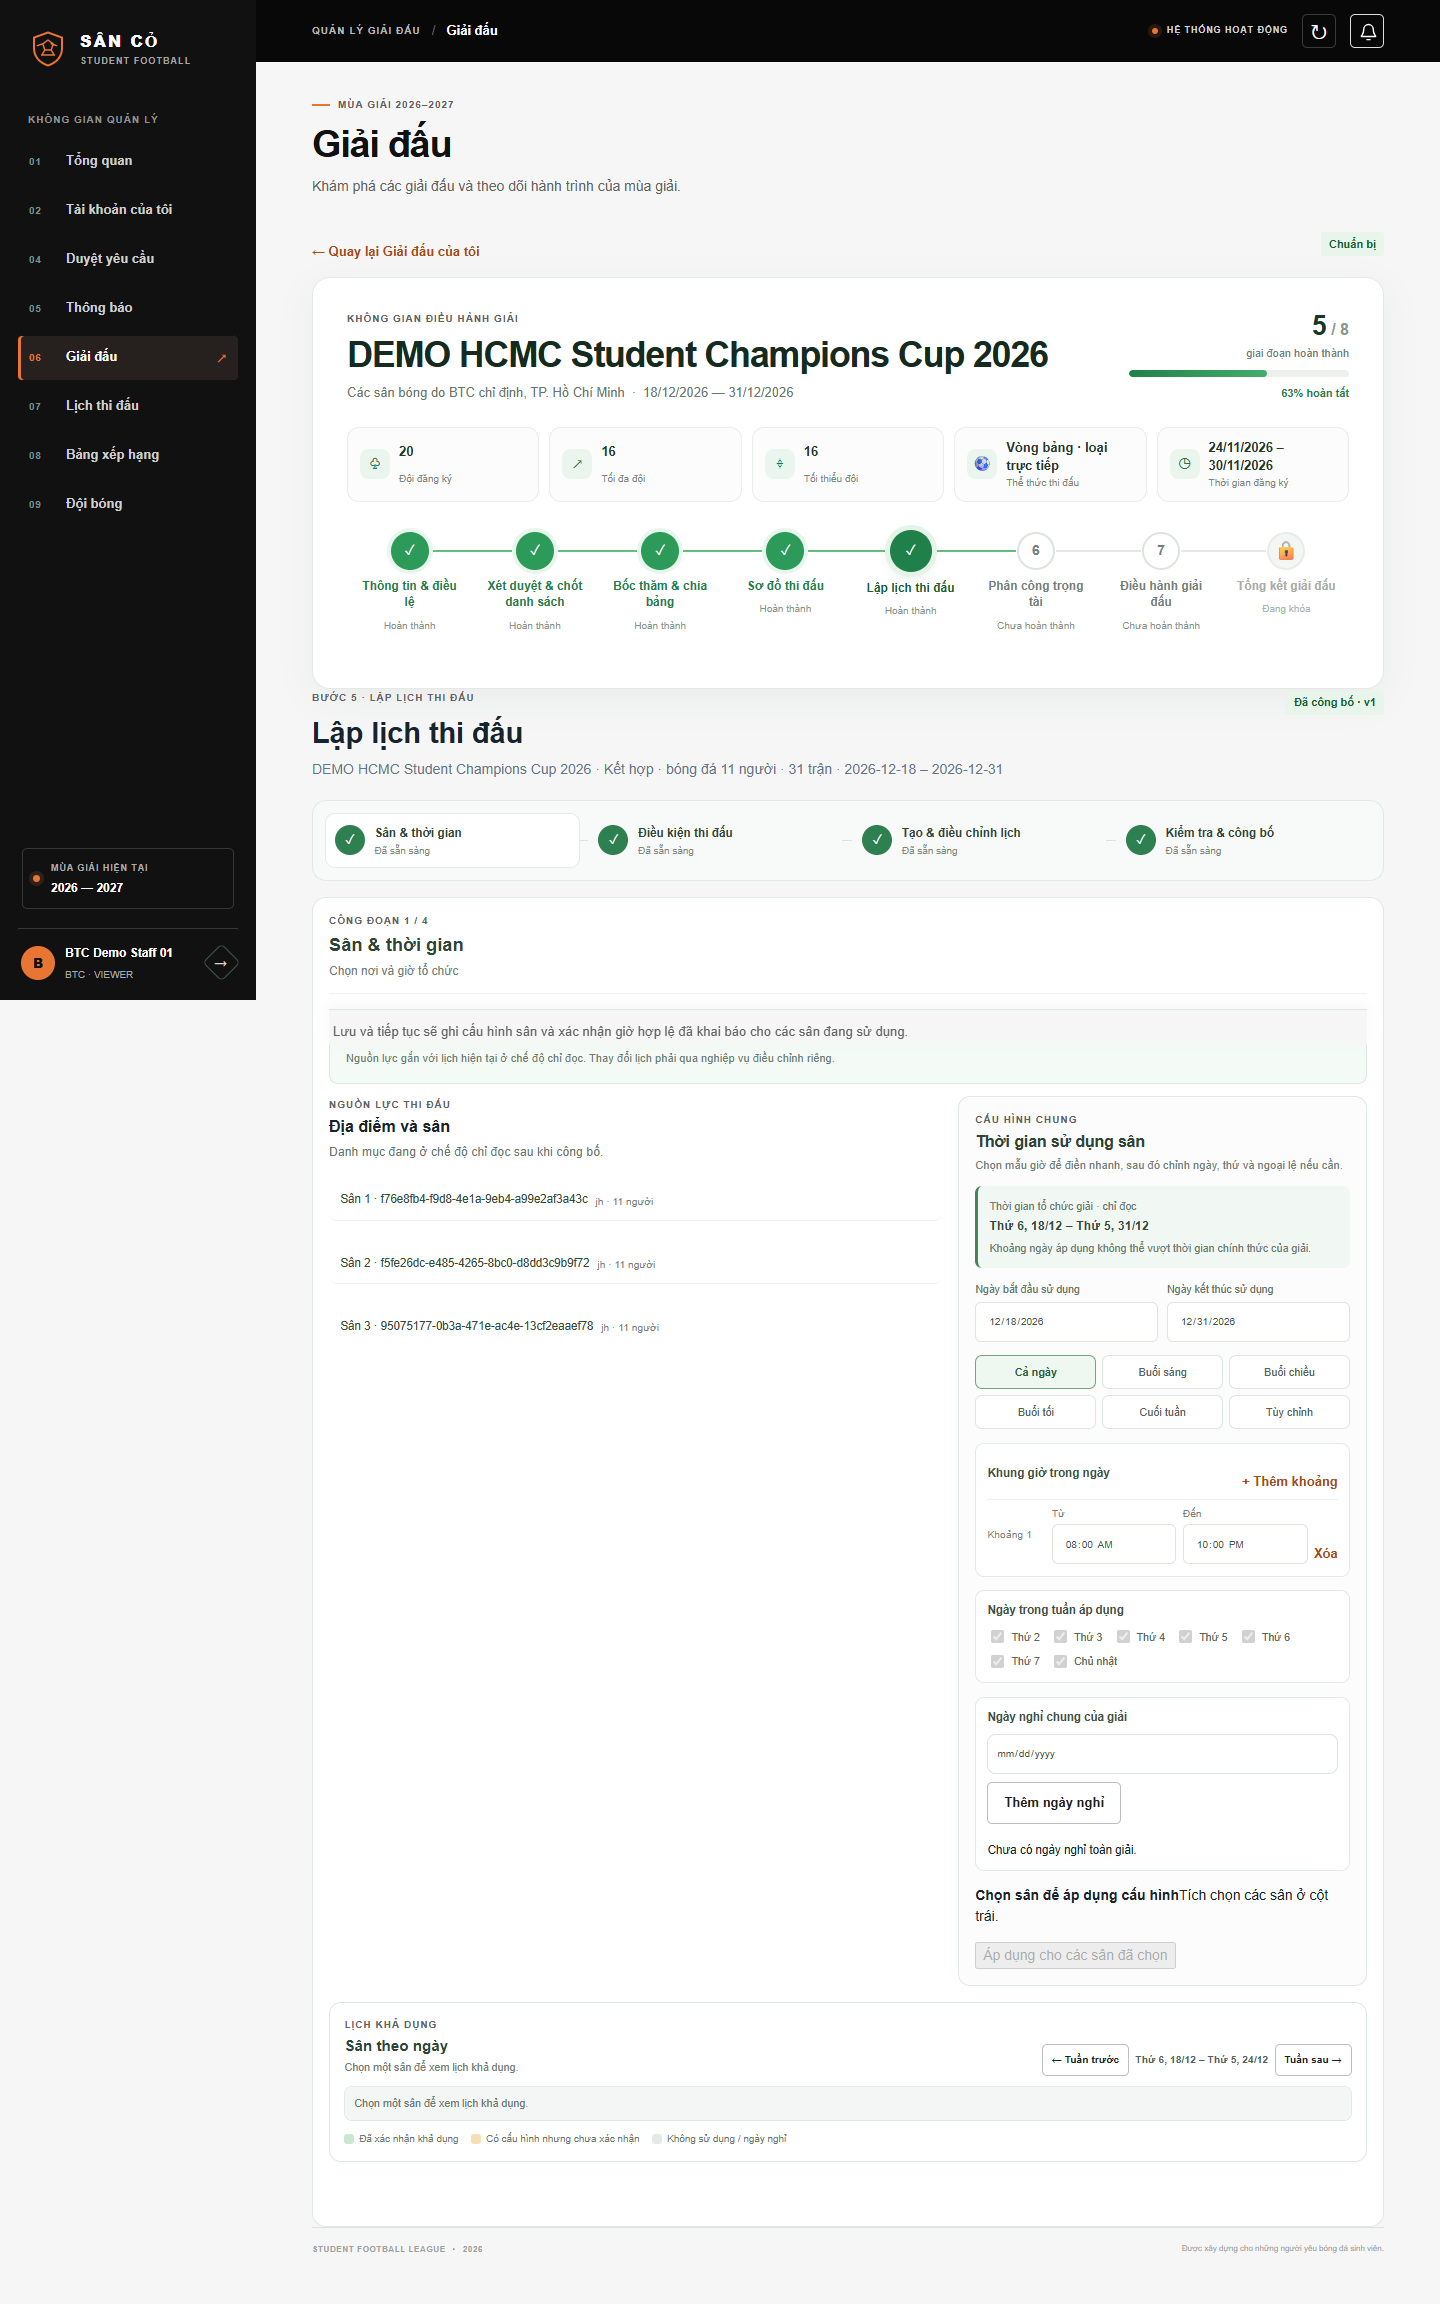 SÂN CỎ
STUDENT FOOTBALL
KHÔNG GIAN QUẢN LÝ
01 Tổng quan
02 Tài khoản của tôi
04 Duyệt yêu cầu
05 Thông báo
06 Giải đấu ↗
07 Lịch thi đấu
08 Bảng xếp hạng
09 Đội bóng
MÙA GIẢI HIỆN TẠI
2026 — 2027
B
BTC Demo Staff 01
BTC · VIEWER
→
QUẢN LÝ GIẢI ĐẤU / Giải đấu
HỆ THỐNG HOẠT ĐỘNG
MÙA GIẢI 2026–2027
Giải đấu
Khám phá các giải đấu và theo dõi hành trình của mùa giải.
← Quay lại Giải đấu của tôi
Chuẩn bị
KHÔNG GIAN ĐIỀU HÀNH GIẢI
DEMO HCMC Student Champions Cup 2026
Các sân bóng do BTC chỉ định, TP. Hồ Chí Minh · 18/12/2026 — 31/12/2026
5 / 8
giai đoạn hoàn thành
63% hoàn tất
20
Đội đăng ký
16
Tối đa đội
16
Tối thiểu đội
Vòng bảng · loại trực tiếp
Thể thức thi đấu
24/11/2026 – 30/11/2026
Thời gian đăng ký
✓ Thông tin & điều lệ
Hoàn thành
✓ Xét duyệt & chốt danh sách
Hoàn thành
✓ Bốc thăm & chia bảng
Hoàn thành
✓ Sơ đồ thi đấu
Hoàn thành
✓ Lập lịch thi đấu
Hoàn thành
6 Phân công trọng tài
Chưa hoàn thành
7 Điều hành giải đấu
Chưa hoàn thành
Tổng kết giải đấu
Đang khóa
BƯỚC 5 · LẬP LỊCH THI ĐẤU
Đã công bố · v1
Lập lịch thi đấu
DEMO HCMC Student Champions Cup 2026 · Kết hợp · bóng đá 11 người · 31 trận · 2026-12-18 – 2026-12-31
✓ Sân & thời gian
Đã sẵn sàng
✓ Điều kiện thi đấu
Đã sẵn sàng
✓ Tạo & điều chỉnh lịch
Đã sẵn sàng
✓ Kiểm tra & công bố
Đã sẵn sàng
CÔNG ĐOẠN 1 / 4
Sân & thời gian
Chọn nơi và giờ tổ chức
Lưu và tiếp tục sẽ ghi cấu hình sân và xác nhận giờ hợp lệ đã khai báo cho các sân đang sử dụng.
Nguồn lực gắn với lịch hiện tại ở chế độ chỉ đọc. Thay đổi lịch phải qua nghiệp vụ điều chỉnh riêng.
NGUỒN LỰC THI ĐẤU
Địa điểm và sân
Danh mục đang ở chế độ chỉ đọc sau khi công bố.
Sân 1 · f76e8fb4-f9d8-4e1a-9eb4-a99e2af3a43c jh · 11 người
Sân 2 · f5fe26dc-e485-4265-8bc0-d8dd3c9b9f72 jh · 11 người
Sân 3 · 95075177-0b3a-471e-ac4e-13cf2eaaef78 jh · 11 người
CẤU HÌNH CHUNG
Thời gian sử dụng sân
Chọn mẫu giờ để điền nhanh, sau đó chỉnh ngày, thứ và ngoại lệ nếu cần.
Thời gian tổ chức giải · chỉ đọc
Thứ 6, 18/12 – Thứ 5, 31/12
Khoảng ngày áp dụng không thể vượt thời gian chính thức của giải.
Ngày bắt đầu sử dụng
Ngày kết thúc sử dụng
12/18/2026
12/31/2026
Cả ngày
Buổi sáng
Buổi chiều
Buổi tối
Cuối tuần
Tùy chỉnh
Khung giờ trong ngày
+ Thêm khoảng
Từ
Đến
Khoảng 1
08:00 AM
10:00 PM
Xóa
Ngày trong tuần áp dụng
Thứ 2 Thứ 3 Thứ 4 Thứ 5 Thứ 6
Thứ 7 Chủ nhật
Ngày nghỉ chung của giải
mm/dd/yyyy
Thêm ngày nghỉ
Chưa có ngày nghỉ toàn giải.
Chọn sân để áp dụng cấu hìnhTích chọn các sân ở cột
trái.
Áp dụng cho các sân đã chọn
LỊCH KHẢ DỤNG
Sân theo ngày
Chọn một sân để xem lịch khả dụng.
← Tuần trước
Thứ 6, 18/12 – Thứ 5, 24/12
Tuần sau →
Chọn một sân để xem lịch khả dụng.
Đã xác nhận khả dụng
Có cấu hình nhưng chưa xác nhận
Không sử dụng / ngày nghỉ
STUDENT FOOTBALL LEAGUE • 2026
Được xây dựng cho những người yêu bóng đá sinh viên.